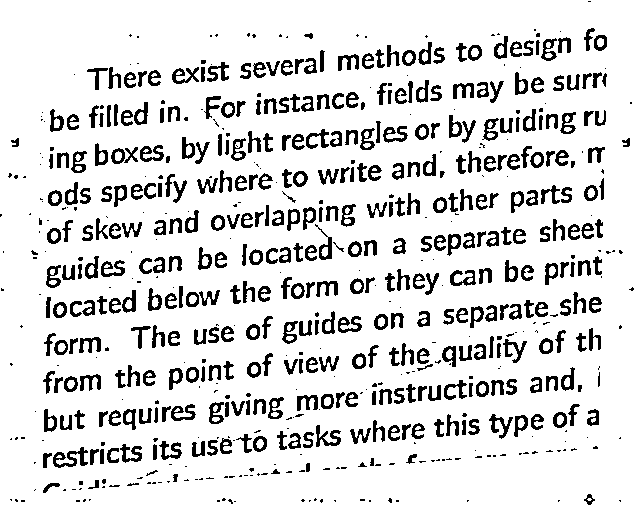 There exist several methods to design fo
be filled in. For instance, fields may be surr
ing boxes, by light rectangles or by guiding ru
ods specify where to write and, therefore, m
of skew and overlapping with other parts of
guides can be located on a separate sheet
located below the form or they can be print
form. The use of guides on a separate she
from the point of view of the quality of th
but requires giving more instructions and, i
restricts its use to tasks where this type of a